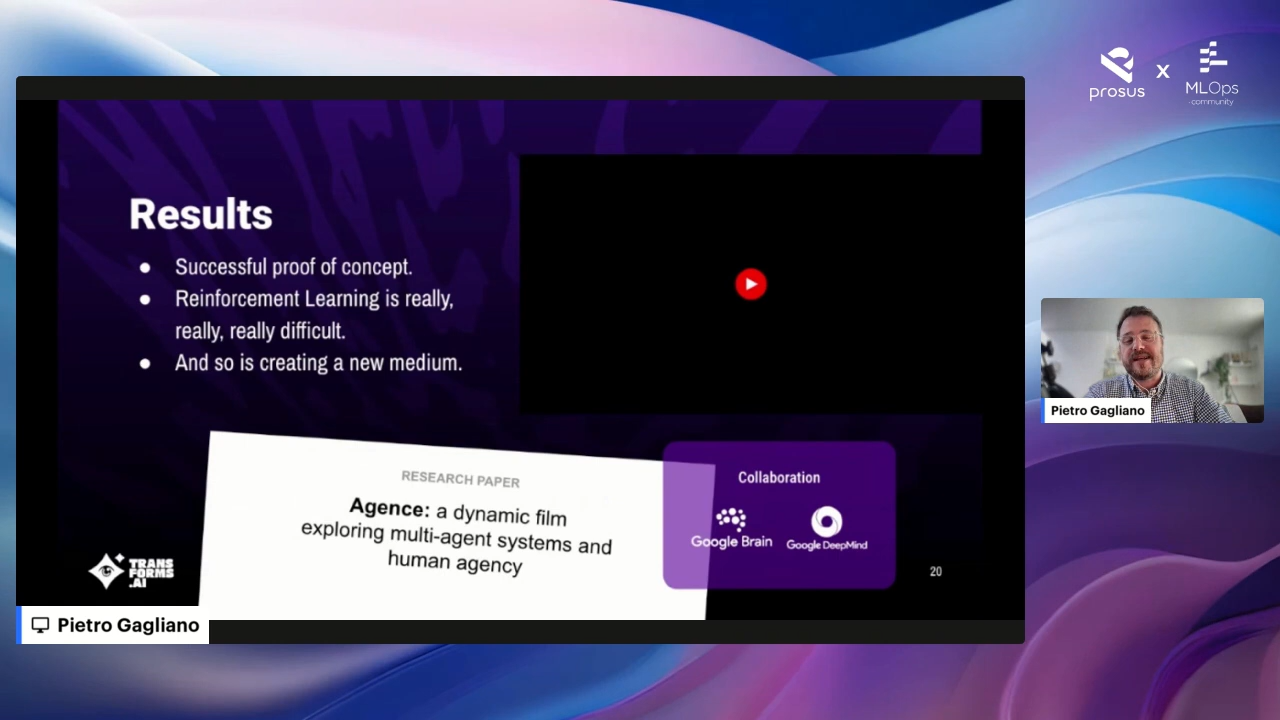 prosus
x
MLOps
community
Results
● Successful proof of concept.
● Reinforcement Learning is really,
really, really difficult.
● And so is creating a new medium.
RESEARCH PAPER
Agence: a dynamic film
exploring multi-agent systems and
human agency
Collaboration
Google Brain
Google DeepMind
TRANS
FORMS
.AI
20
Pietro Gagliano
Pietro Gagliano